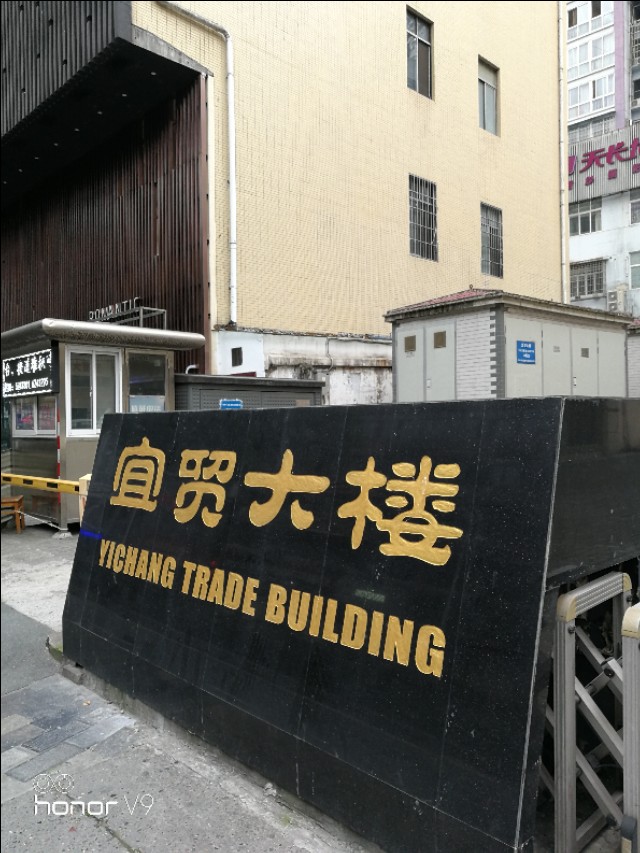 天长
ROMANTIC
宜贸大楼
YICHANG TRADE BUILDING
honor V9